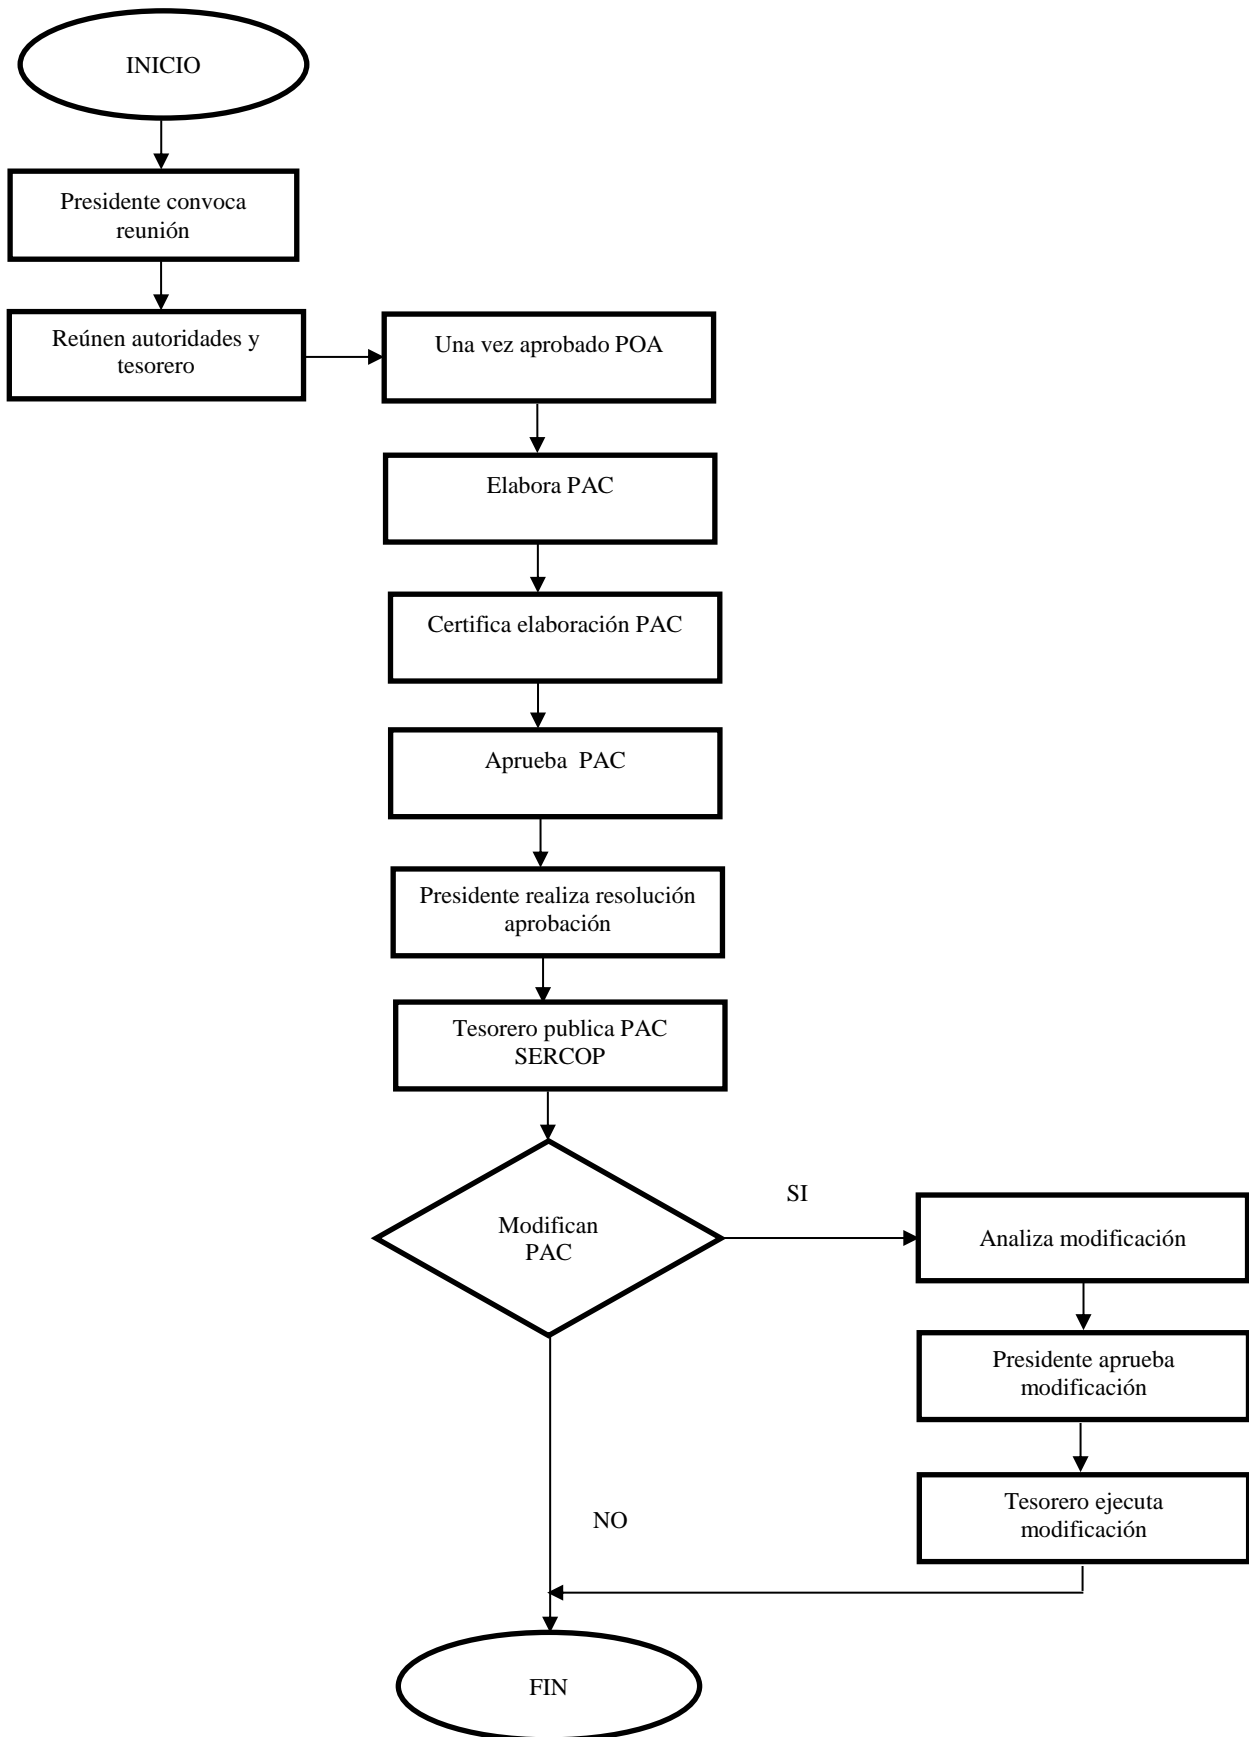 INICIO
Presidente convoca
reunión
Reúnen autoridades y
tesorero
Una vez aprobado POA
Elabora PAC
Certifica elaboración PAC
Aprueba  PAC
Presidente realiza resolución
aprobación
Tesorero publica PAC
SERCOP
Modifican
PAC
SI
Analiza modificación
Presidente aprueba
modificación
Tesorero ejecuta
modificación
NO
FIN